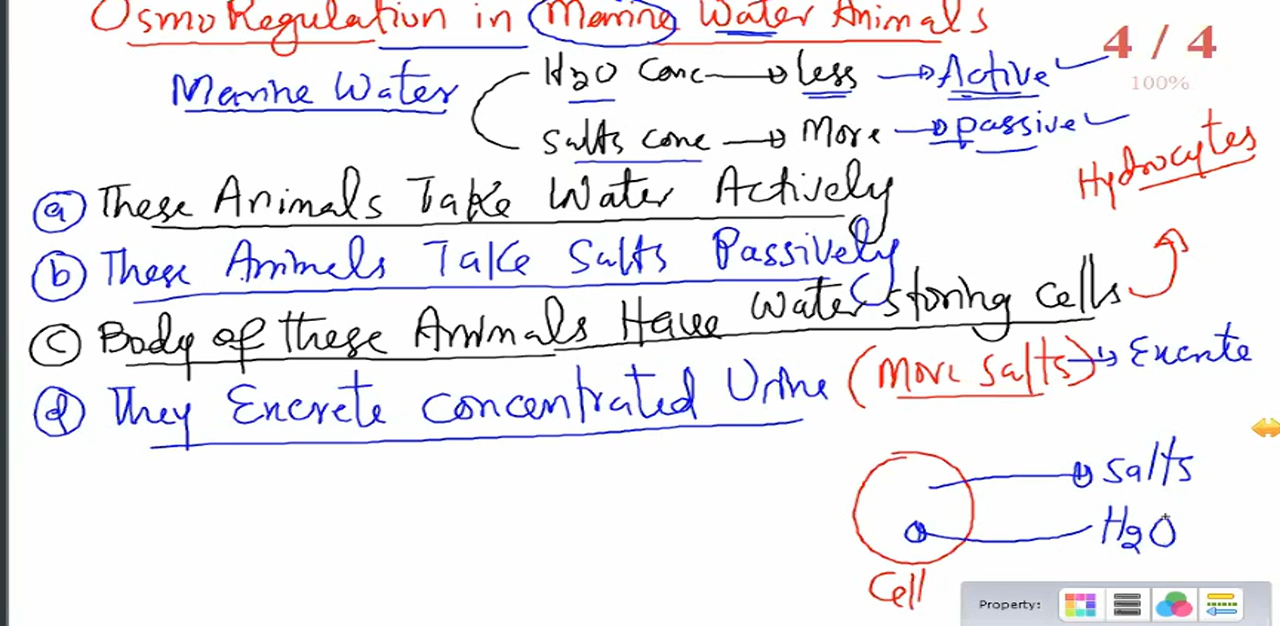 OsmoRegulation in Marine Water Animals
4 / 4
100%
Marine Water
H2O Conc → less → Active
Salts conc → More → passive
Hydrocytes
(a) These Animals Take Water Actively
(b) These Animals Take Salts Passively
(c) Body of these Animals Have Water storing cells
(d) They Excrete concentrated Urine (More salts) → Excrete
Salts
H2O
Cell
Property: